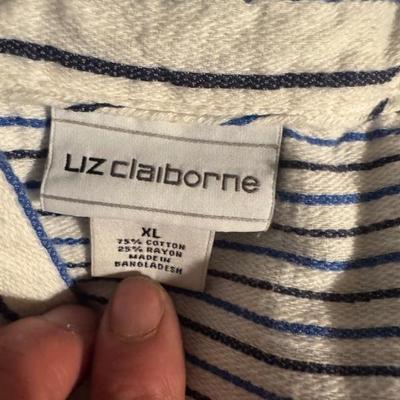 LIZ claiborne
XL
75% COTTON
25% RAYON
MADE IN
BANGLADESH